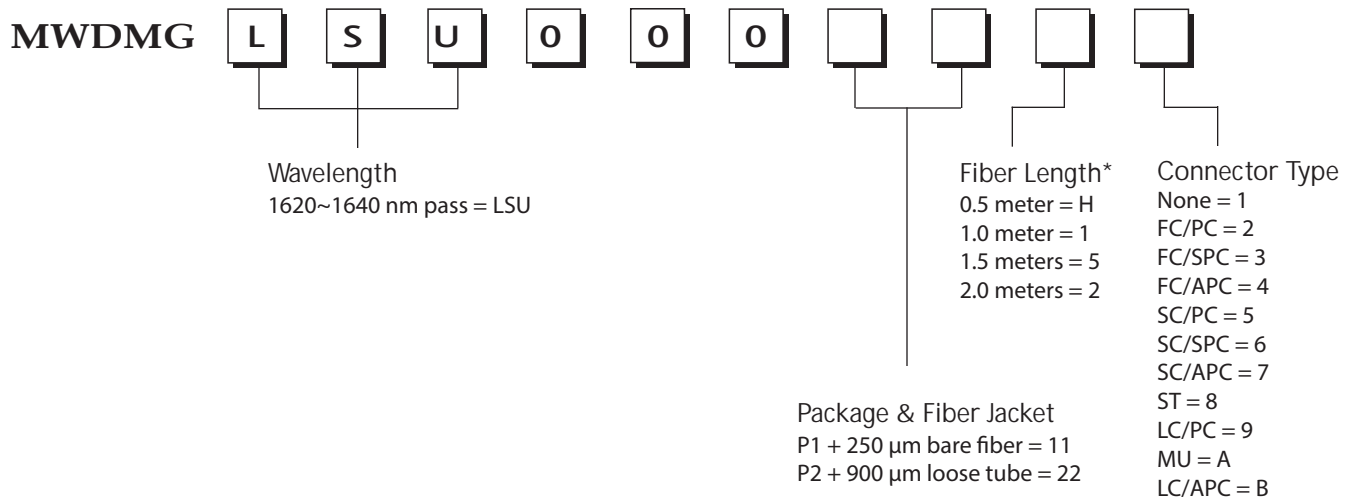 MWDMG L S U 0 0 0
Wavelength
1620~1640 nm pass = LSU
Fiber Length*
0.5 meter = H
1.0 meter = 1
1.5 meters = 5
2.0 meters = 2
Connector Type
None = 1
FC/PC = 2
FC/SPC = 3
FC/APC = 4
SC/PC = 5
SC/SPC = 6
SC/APC = 7
ST = 8
LC/PC = 9
MU = A
LC/APC = B
Package & Fiber Jacket
P1 + 250 µm bare fiber = 11
P2 + 900 µm loose tube = 22